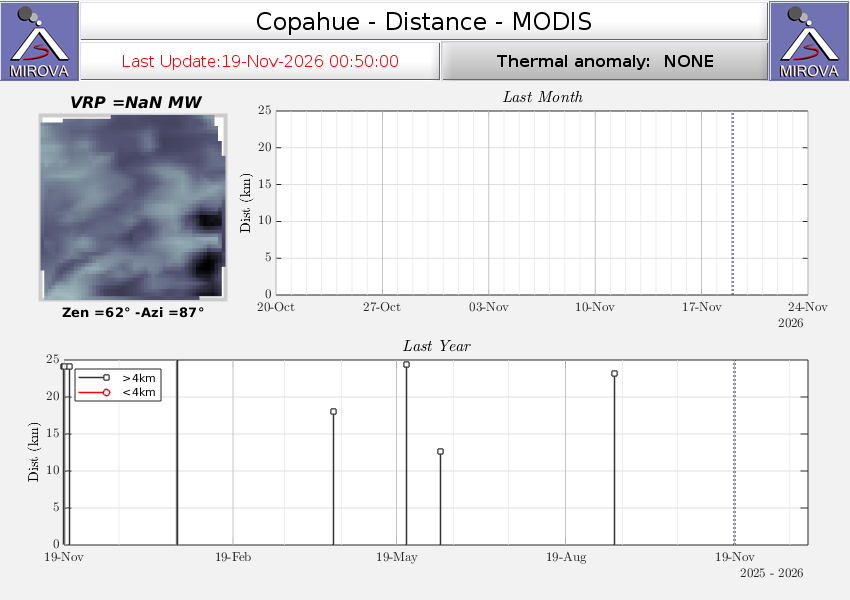 Copahue - Distance - MODIS
MIROVA
Last Update:19-Nov-2026 00:50:00
Thermal anomaly: NONE
MIROVA
VRP =NaN MW
Zen =62° -Azi =87°
Last Month
Dist (km)
25
20
15
10
5
0
20-Oct
27-Oct
03-Nov
10-Nov
17-Nov
24-Nov
2026
Last Year
Dist (km)
25
20
15
10
5
0
>4km
<4km
19-Nov
19-Feb
19-May
19-Aug
19-Nov
2025 - 2026